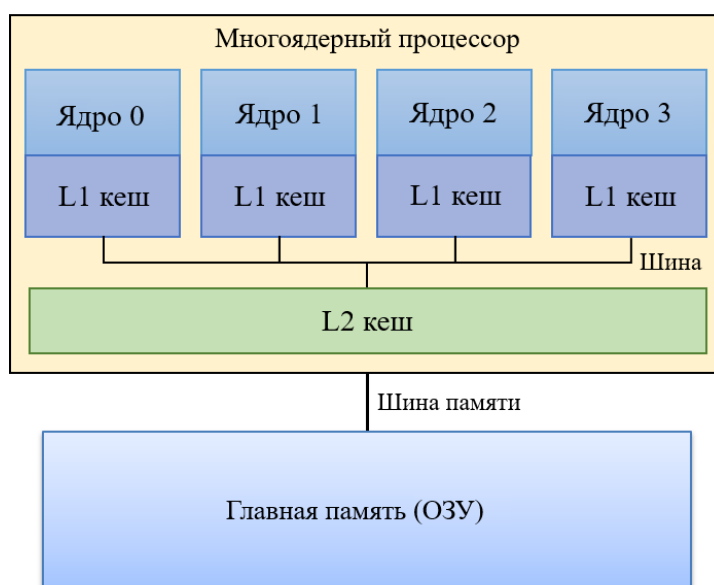 Многоядерный процессор
Ядро 0
Ядро 1
Ядро 2
Ядро 3
L1 кеш
L1 кеш
L1 кеш
L1 кеш
Шина
L2 кеш
Шина памяти
Главная память (ОЗУ)